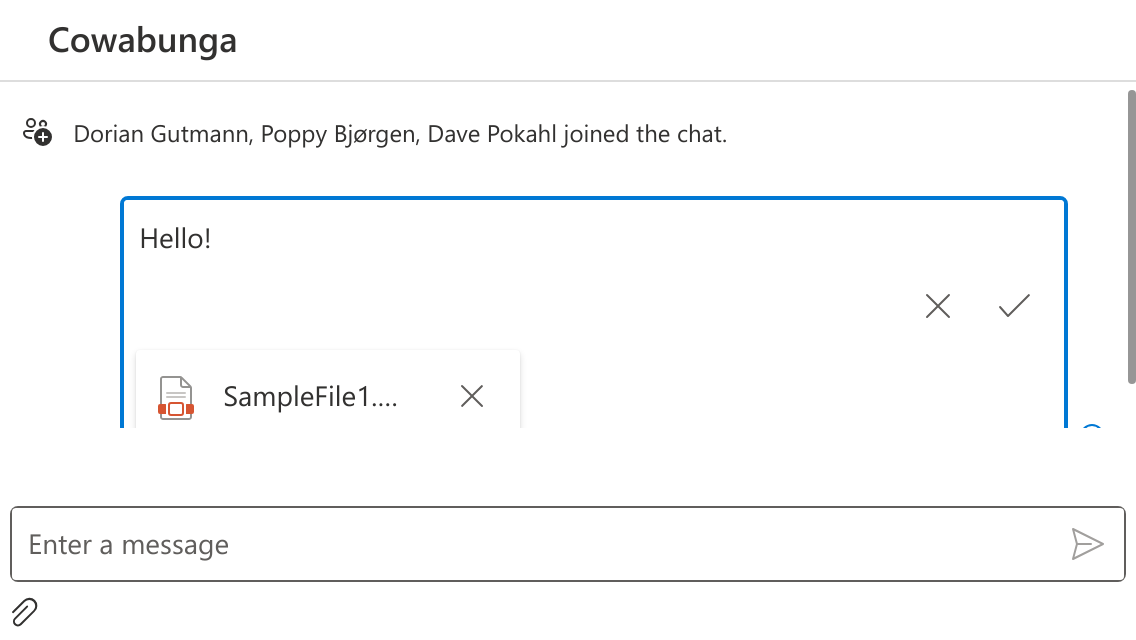 Cowabunga
Dorian Gutmann, Poppy Bjørgen, Dave Pokahl joined the chat.
Hello!
SampleFile1....
Enter a message